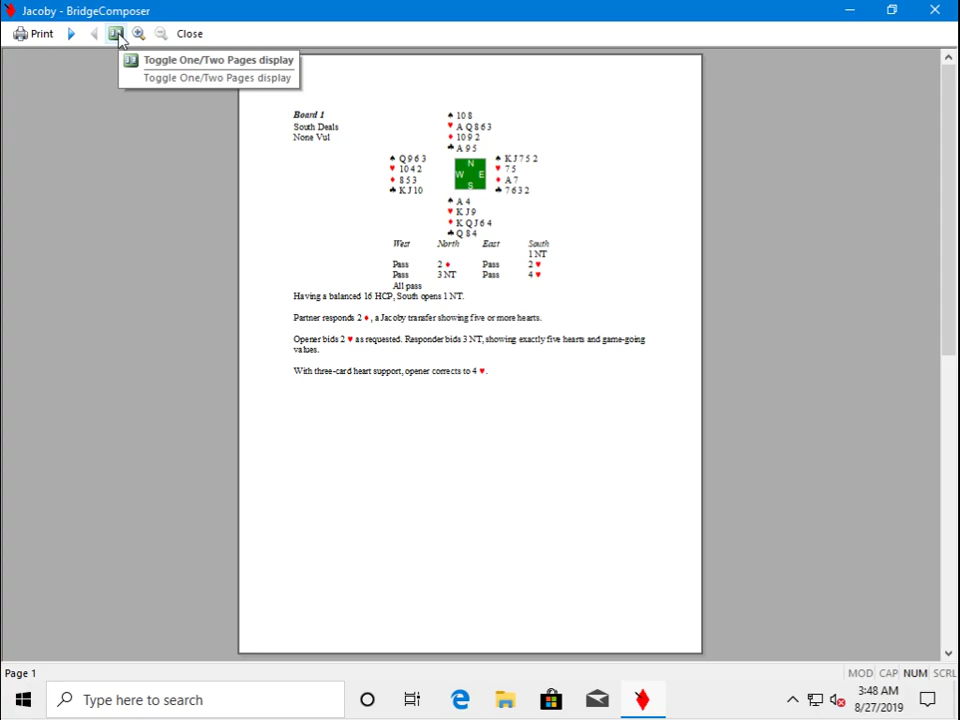 Jacoby - BridgeComposer
Print
Close
Toggle One/Two Pages display
Toggle One/Two Pages display
Board 1
South Deals
None Vul
♠ 10 8
♥ A Q 8 6 3
♦ 10 9 2
♣ A 9 5
♠ Q 9 6 3
♥ 10 4 2
♦ 8 5 3
♣ K J 10
N
W E
S
♠ K J 7 5 2
♥ 7 5
♦ A 7
♣ 7 6 3 2
♠ A 4
♥ K J 9
♦ K Q J 6 4
♣ Q 8 4
West North East South
1 NT
Pass 2 ♦ Pass 2 ♥
Pass 3 NT Pass 4 ♥
All pass
Having a balanced 16 HCP, South opens 1 NT.
Partner responds 2 ♦, a Jacoby transfer showing five or more hearts.
Opener bids 2 ♥ as requested. Responder bids 3 NT, showing exactly five hearts and game-going
values.
With three-card heart support, opener corrects to 4 ♥.
Page 1
MOD CAP NUM SCRL
Type here to search
3:48 AM
8/27/2019